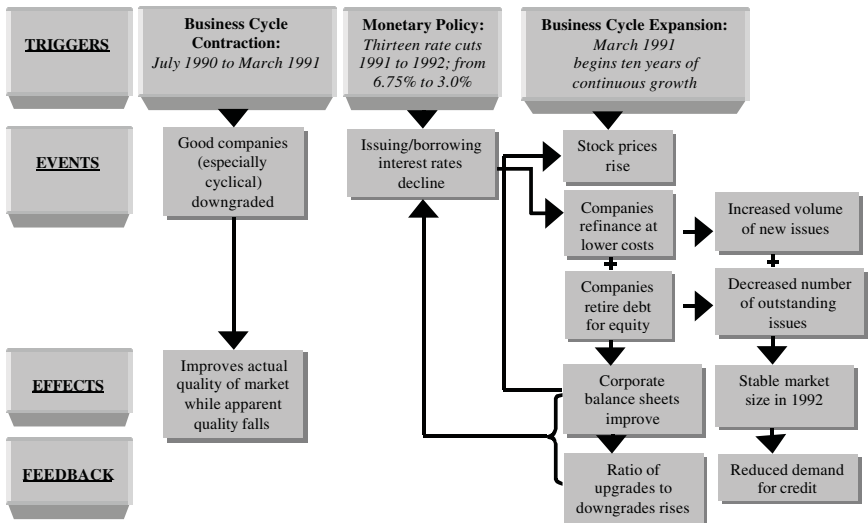 TRIGGERS
Business Cycle
Contraction:
July 1990 to March 1991
Monetary Policy:
Thirteen rate cuts
1991 to 1992; from
6.75% to 3.0%
Business Cycle Expansion:
March 1991
begins ten years of
continuous growth
EVENTS
Good companies
(especially
cyclical)
downgraded
Issuing/borrowing
interest rates
decline
Stock prices
rise
Companies
refinance at
lower costs
Increased volume
of new issues
+
+
Companies
retire debt
for equity
Decreased number
of outstanding
issues
EFFECTS
Improves actual
quality of market
while apparent
quality falls
Corporate
balance sheets
improve
Stable market
size in 1992
FEEDBACK
Ratio of
upgrades to
downgrades rises
Reduced demand
for credit